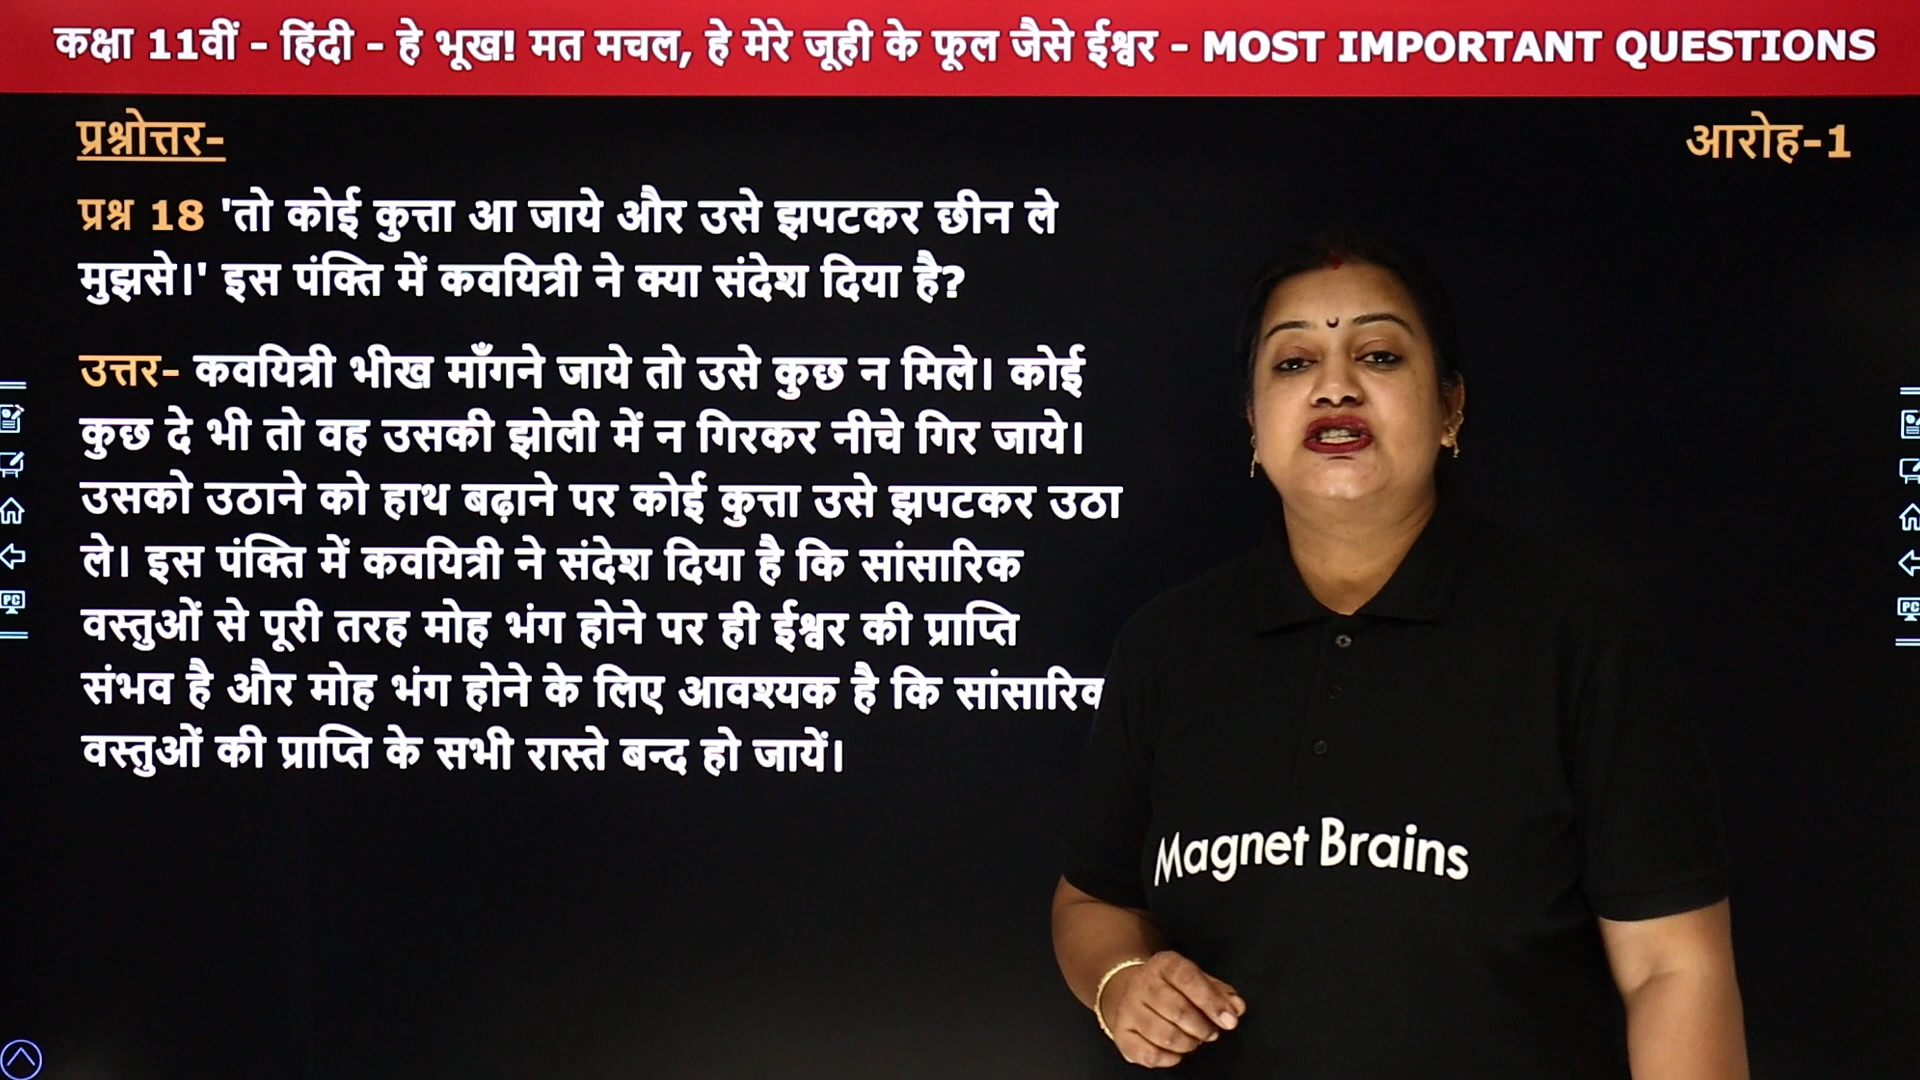 कक्षा 11वीं - हिंदी - हे भूख! मत मचल, हे मेरे जूही के फूल जैसे ईश्वर - MOST IMPORTANT QUESTIONS
प्रश्नोत्तर-
आरोह-1
प्रश्न 18 'तो कोई कुत्ता आ जाये और उसे झपटकर छीन ले
मुझसे।' इस पंक्ति में कवयित्री ने क्या संदेश दिया है?
उत्तर- कवयित्री भीख माँगने जाये तो उसे कुछ न मिले। कोई
कुछ दे भी तो वह उसकी झोली में न गिरकर नीचे गिर जाये।
उसको उठाने को हाथ बढ़ाने पर कोई कुत्ता उसे झपटकर उठा
ले। इस पंक्ति में कवयित्री ने संदेश दिया है कि सांसारिक
वस्तुओं से पूरी तरह मोह भंग होने पर ही ईश्वर की प्राप्ति
संभव है और मोह भंग होने के लिए आवश्यक है कि सांसारिक
वस्तुओं की प्राप्ति के सभी रास्ते बन्द हो जायें।
Magnet Brains
PC
PC